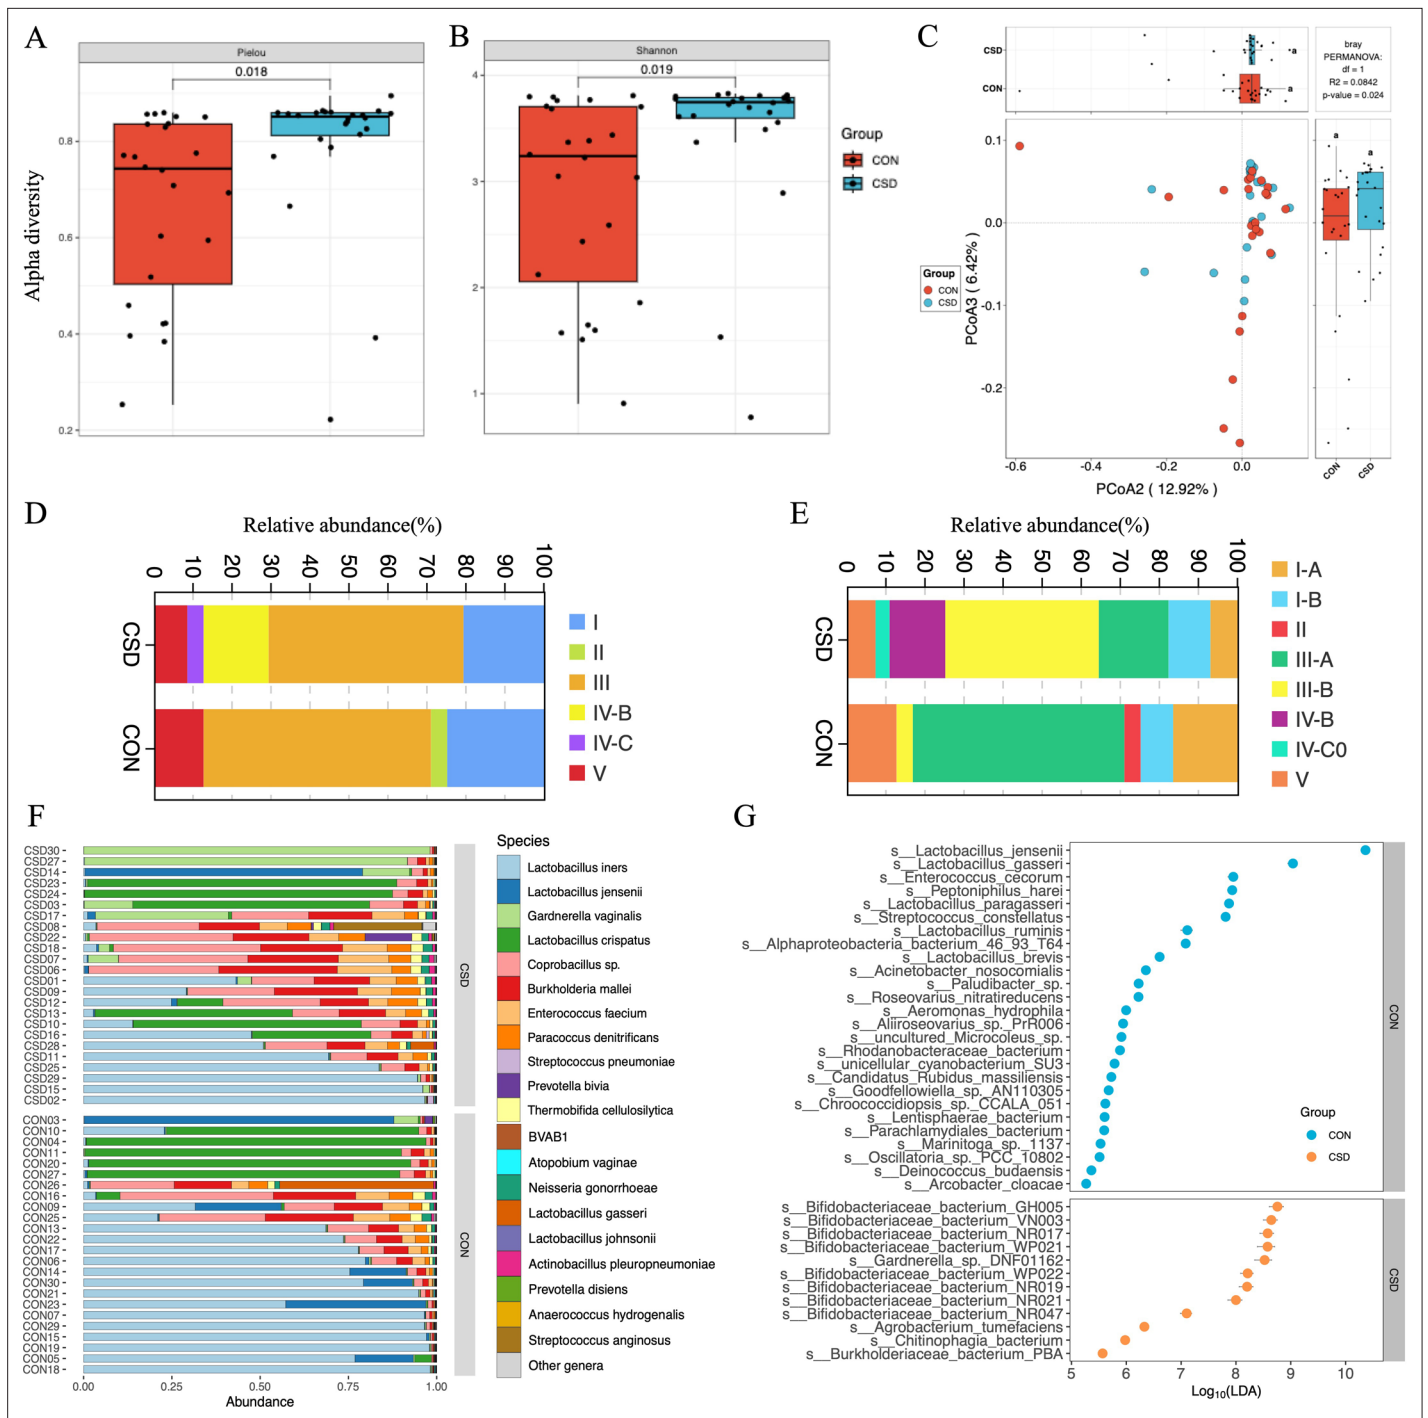 A
Pielou
0.018
0.8
0.6
0.4
0.2
Alpha diversity
B
Shannon
0.019
4
3
2
1
Group
CON
CSD
C
CSD
CON
a
a
bray
PERMANOVA:
df = 1
R2 = 0.0842
p-value = 0.024
0.1
0.0
-0.1
-0.2
PCoA3 ( 6.42% )
Group
CON
CSD
a
a
-0.6
-0.4
-0.2
0.0
CON
CSD
PCoA2 ( 12.92% )
D
Relative abundance(%)
0 10 20 30 40 50 60 70 80 90 100
CSD
CON
I
II
III
IV-B
IV-C
V
E
Relative abundance(%)
0 10 20 30 40 50 60 70 80 90 100
CSD
CON
I-A
I-B
II
III-A
III-B
IV-B
IV-C0
V
F
CSD30
CSD27
CSD14
CSD23
CSD24
CSD03
CSD17
CSD08
CSD22
CSD18
CSD07
CSD06
CSD01
CSD09
CSD12
CSD13
CSD10
CSD16
CSD28
CSD11
CSD25
CSD29
CSD15
CSD02
CSD
CON03
CON10
CON04
CON11
CON20
CON27
CON26
CON16
CON09
CON25
CON13
CON22
CON17
CON06
CON14
CON30
CON21
CON23
CON07
CON29
CON15
CON19
CON05
CON18
CON
0.00 0.25 0.50 0.75 1.00
Abundance
Species
Lactobacillus iners
Lactobacillus jensenii
Gardnerella vaginalis
Lactobacillus crispatus
Coprobacillus sp.
Burkholderia mallei
Enterococcus faecium
Paracoccus denitrificans
Streptococcus pneumoniae
Prevotella bivia
Thermobifida cellulosilytica
BVAB1
Atopobium vaginae
Neisseria gonorrhoeae
Lactobacillus gasseri
Lactobacillus johnsonii
Actinobacillus pleuropneumoniae
Prevotella disiens
Anaerococcus hydrogenalis
Streptococcus anginosus
Other genera
G
s__Lactobacillus_jensenii
s__Lactobacillus_gasseri
s__Enterococcus_cecorum
s__Peptoniphilus_harei
s__Lactobacillus_paragasseri
s__Streptococcus_constellatus
s__Lactobacillus_ruminis
s__Alphaproteobacteria_bacterium_46_93_T64
s__Lactobacillus_brevis
s__Acinetobacter_nosocomialis
s__Paludibacter_sp.
s__Roseovarius_nitratireducens
s__Aeromonas_hydrophila
s__Aliiroseovarius_sp._PrR006
s__uncultured_Microcoleus_sp.
s__Rhodanobacteraceae_bacterium
s__unicellular_cyanobacterium_SU3
s__Candidatus_Rubidus_massiliensis
s__Goodfellowiella_sp._AN110305
s__Chroococcidiopsis_sp._CCALA_051
s__Lentisphaerae_bacterium
s__Parachlamydiales_bacterium
s__Marinitoga_sp._1137
s__Oscillatoria_sp._PCC_10802
s__Deinococcus_budaensis
s__Arcobacter_cloacae
CON
Group
CON
CSD
s__Bifidobacteriaceae_bacterium_GH005
s__Bifidobacteriaceae_bacterium_VN003
s__Bifidobacteriaceae_bacterium_NR017
s__Bifidobacteriaceae_bacterium_WP021
s__Gardnerella_sp._DNF01162
s__Bifidobacteriaceae_bacterium_WP022
s__Bifidobacteriaceae_bacterium_NR019
s__Bifidobacteriaceae_bacterium_NR021
s__Bifidobacteriaceae_bacterium_NR047
s__Agrobacterium_tumefaciens
s__Chitinophagia_bacterium
s__Burkholderiaceae_bacterium_PBA
CSD
5 6 7 8 9 10
Log10(LDA)